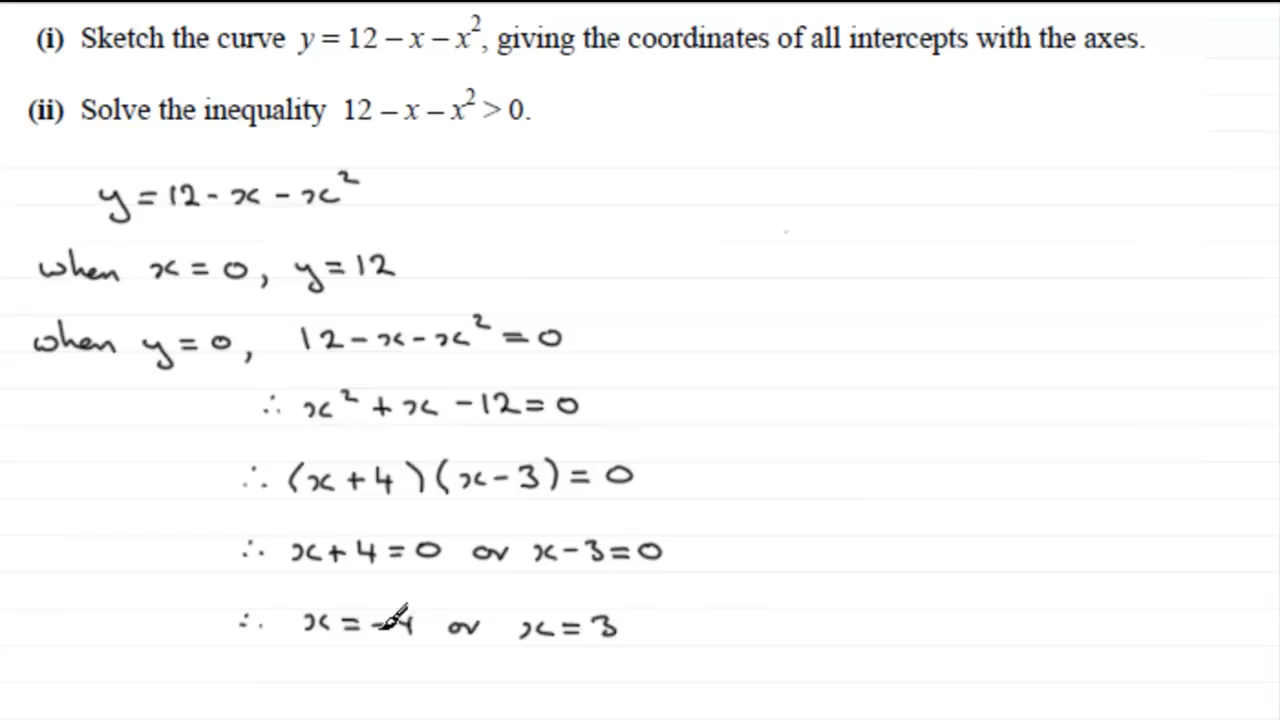 (i) Sketch the curve y = 12 – x – x², giving the coordinates of all intercepts with the axes.
(ii) Solve the inequality 12 – x – x² > 0.
y = 12 - x - x²
when x = 0, y = 12
when y = 0, 12 - x - x² = 0
∴ x² + x - 12 = 0
∴ (x + 4)(x - 3) = 0
∴ x + 4 = 0 or x - 3 = 0
∴ x = -4 or x = 3